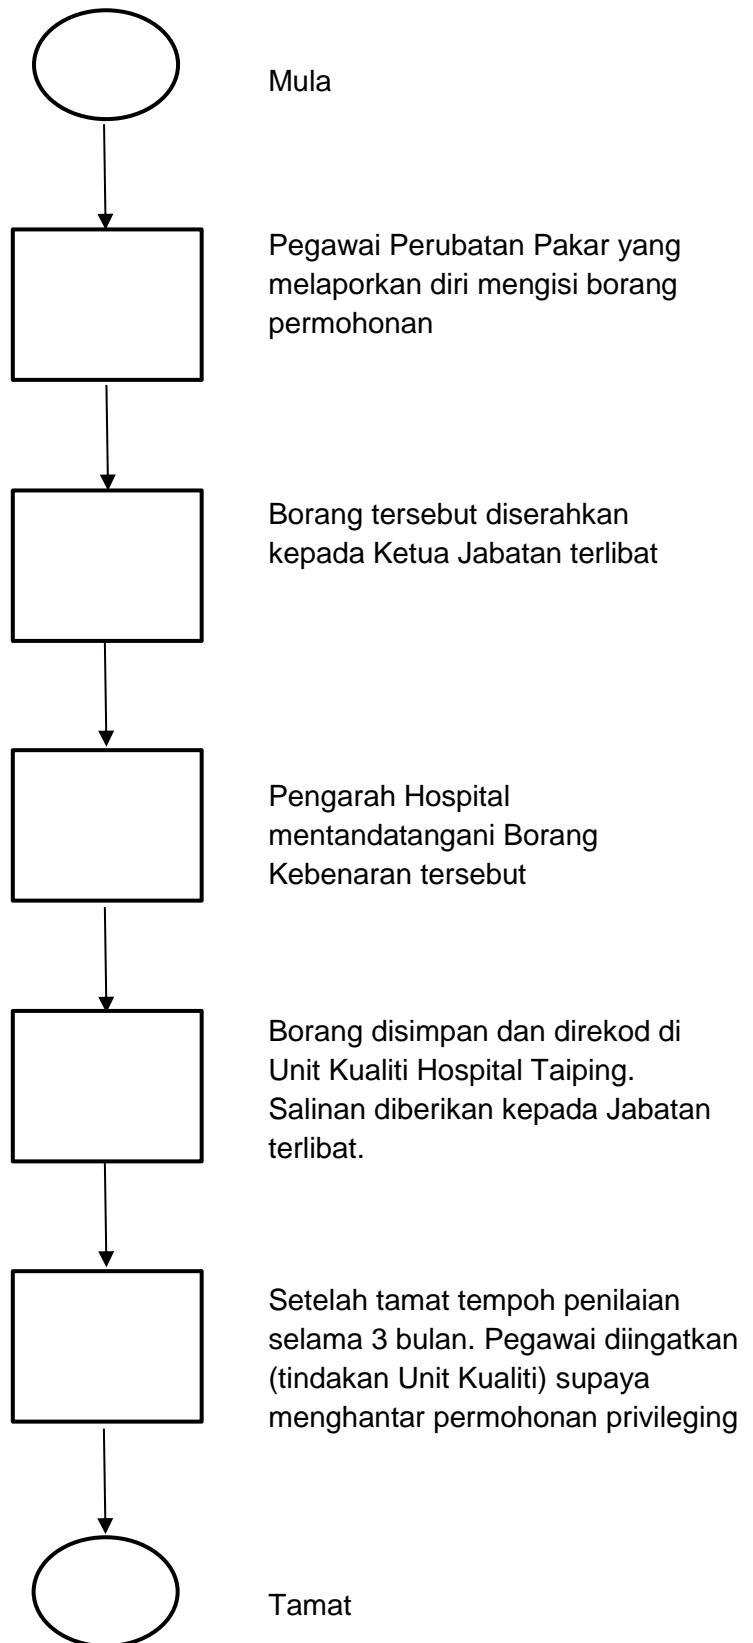 Mula
Pegawai Perubatan Pakar yang
melaporkan diri mengisi borang
permohonan
Borang tersebut diserahkan
kepada Ketua Jabatan terlibat
Pengarah Hospital
mentandatangani Borang
Kebenaran tersebut
Borang disimpan dan direkod di
Unit Kualiti Hospital Taiping.
Salinan diberikan kepada Jabatan
terlibat.
Setelah tamat tempoh penilaian
selama 3 bulan. Pegawai diingatkan
(tindakan Unit Kualiti) supaya
menghantar permohonan privileging
Tamat